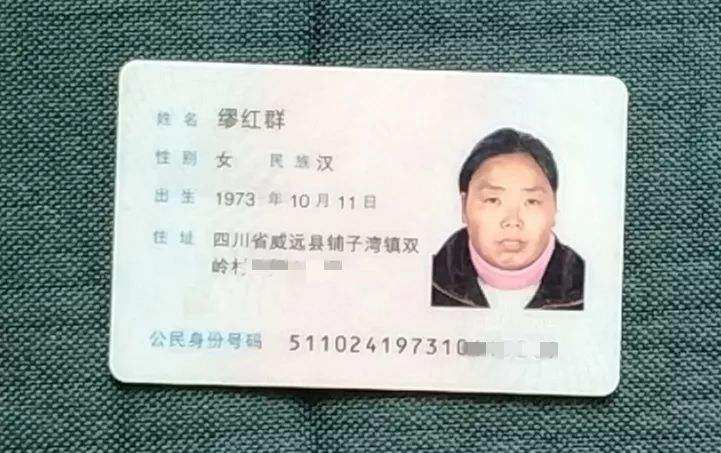 姓名 缪红群
性别 女 民族 汉
出生 1973 年 10 月 11 日
住址 四川省威远县铺子湾镇双
岭村
公民身份号码 511024197310